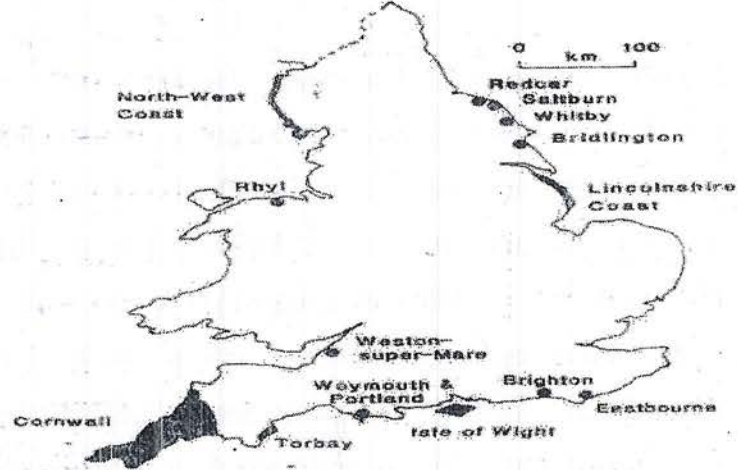 0 100
km
Redcar
Saltburn
Whitby
Bridlington
North-West
Coast
Rhyl
Lincolnshire
Coast
Weston-
super-Mare
Weymouth &
Portland
Brighton
Eastbourne
Cornwall
Torbay
Isle of Wight